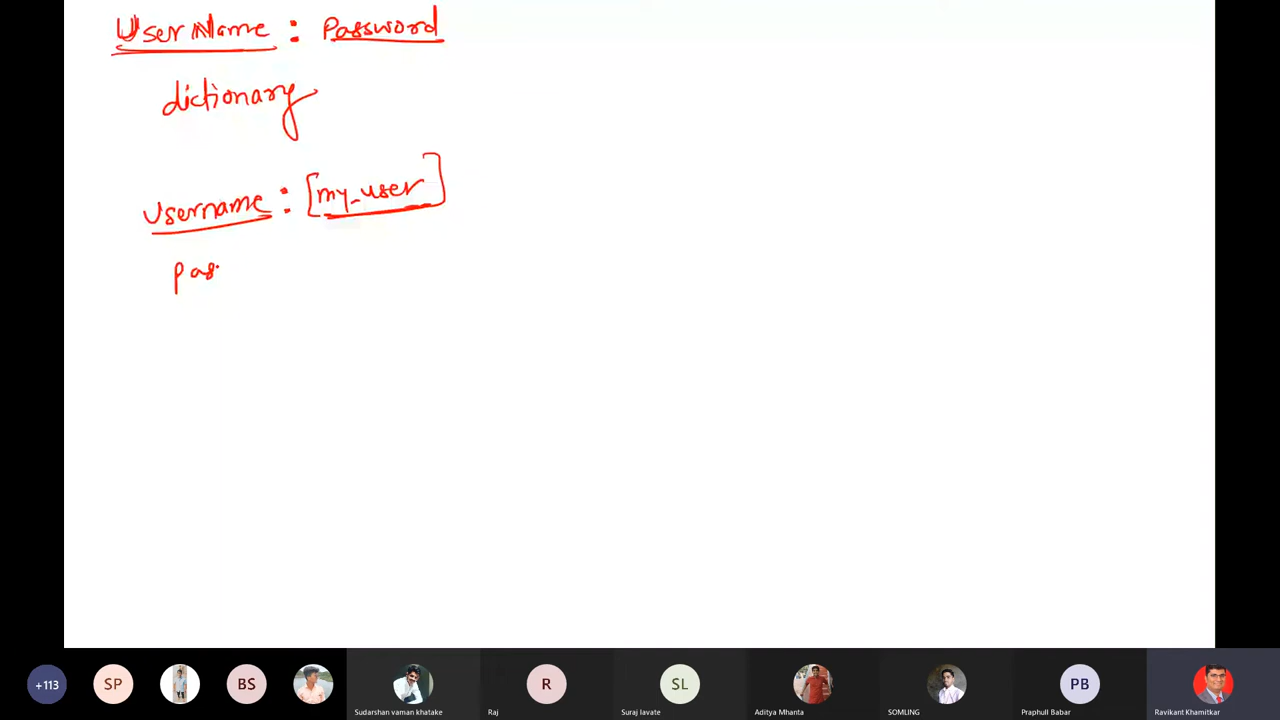 UserName : Password
dictionary
username : [my_user]
pas
+113
SP
BS
R
SL
PB
Sudarshan vaman khatake
Raj
Suraj lavate
Aditya Mhanta
SOMLING
Praphull Babar
Ravikant Khamitkar